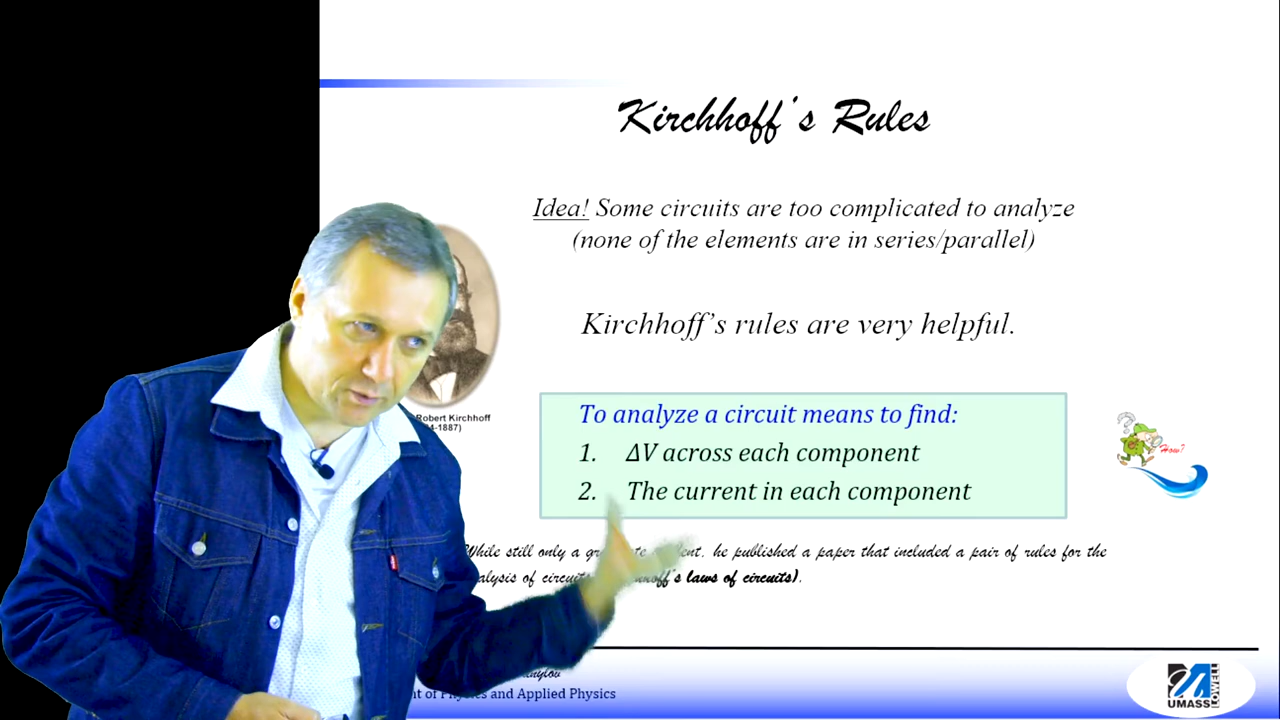 Kirchhoff's Rules
Idea! Some circuits are too complicated to analyze
(none of the elements are in series/parallel)
Kirchhoff's rules are very helpful.
To analyze a circuit means to find:
1. ΔV across each component
2. The current in each component
Robert Kirchhoff
-1887)
How?
While still only a , he published a paper that included a pair of rules for the
of laws of circuits).
of and Applied Physics
UMASS
LOWELL